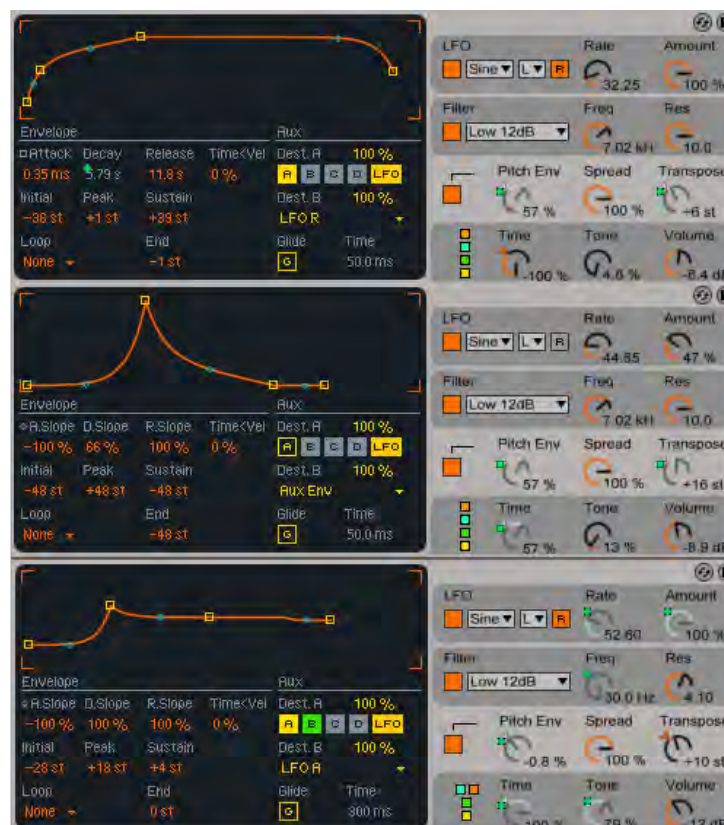 LFO Rate Amount
Sine L R 32.25 100 %
Filter Freq Res
Low 12dB 7.02 kH 10.0
Envelope Aux
Attack Decay Release Time<Vel Dest. A 100 %
0.35 ms 5.79 s 11.8 s 0 % A B C D LFO
Initial Peak Sustain Dest. B 100 %
-38 st +1 st +39 st LFO R
Loop End Glide Time
None -1 st G 50.0 ms
Pitch Env Spread Transpose
57 % 100 % +6 st
Time Tone Volume
-100 % 4.6 % -8.4 d
LFO Rate Amount
Sine L R 44.85 47 %
Filter Freq Res
Low 12dB 7.02 kH 10.0
Envelope Aux
A.Slope D.Slope R.Slope Time<Vel Dest. A 100 %
-100 % 66 % 100 % 0 % A B C D LFO
Initial Peak Sustain Dest. B 100 %
-48 st +48 st -48 st Aux Env
Loop End Glide Time
None -48 st G 50.0 ms
Pitch Env Spread Transpose
57 % 100 % +16 st
Time Tone Volume
57 % 13 % -8.9 d
LFO Rate Amount
Sine L R 52.60 100 %
Filter Freq Res
Low 12dB 30.0 Hz 4.10
Envelope Aux
A.Slope D.Slope R.Slope Time<Vel Dest. A 100 %
-100 % 100 % 100 % 0 % A B C D LFO
Initial Peak Sustain Dest. B 100 %
-28 st +18 st +4 st LFO A
Loop End Glide Time
None 0 st G 300 ms
Pitch Env Spread Transpose
-0.8 % 100 % +10 st
Time Tone Volume
-100 % 79 % -12 d